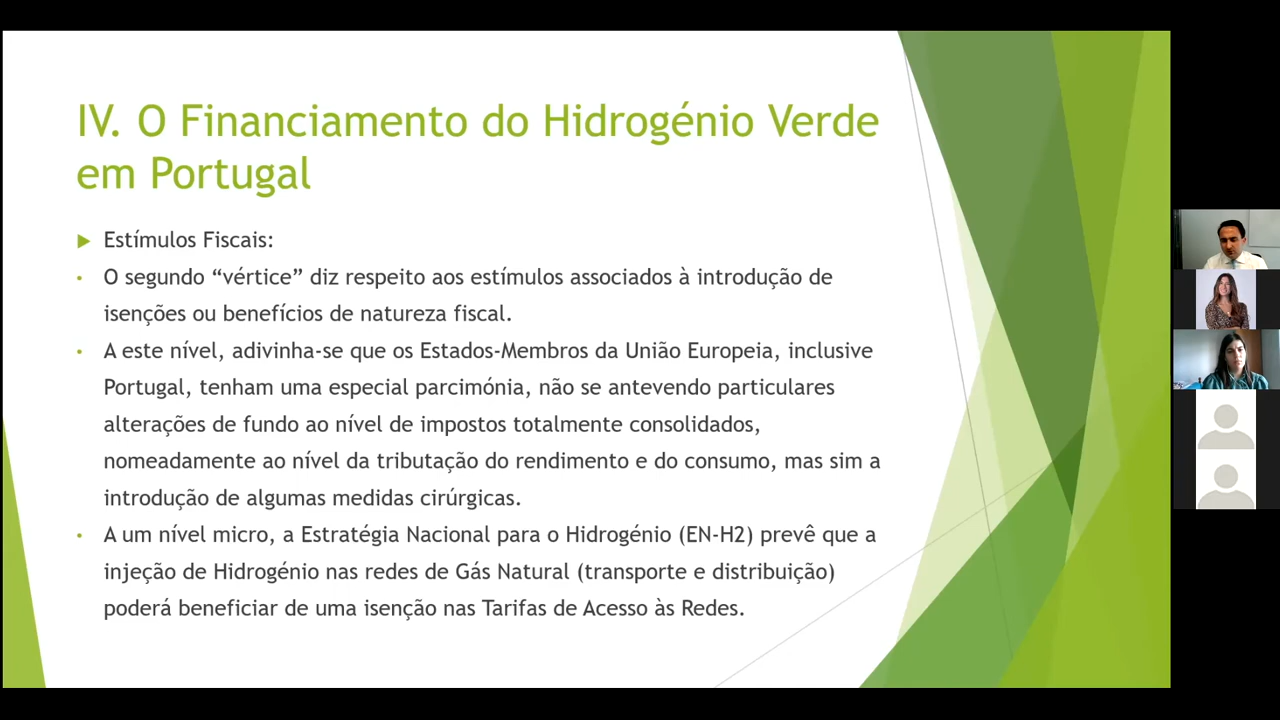 IV. O Financiamento do Hidrogénio Verde
em Portugal
Estímulos Fiscais:
O segundo “vértice” diz respeito aos estímulos associados à introdução de
isenções ou benefícios de natureza fiscal.
A este nível, adivinha-se que os Estados-Membros da União Europeia, inclusive
Portugal, tenham uma especial parcimónia, não se antevendo particulares
alterações de fundo ao nível de impostos totalmente consolidados,
nomeadamente ao nível da tributação do rendimento e do consumo, mas sim a
introdução de algumas medidas cirúrgicas.
A um nível micro, a Estratégia Nacional para o Hidrogénio (EN-H2) prevê que a
injeção de Hidrogénio nas redes de Gás Natural (transporte e distribuição)
poderá beneficiar de uma isenção nas Tarifas de Acesso às Redes.